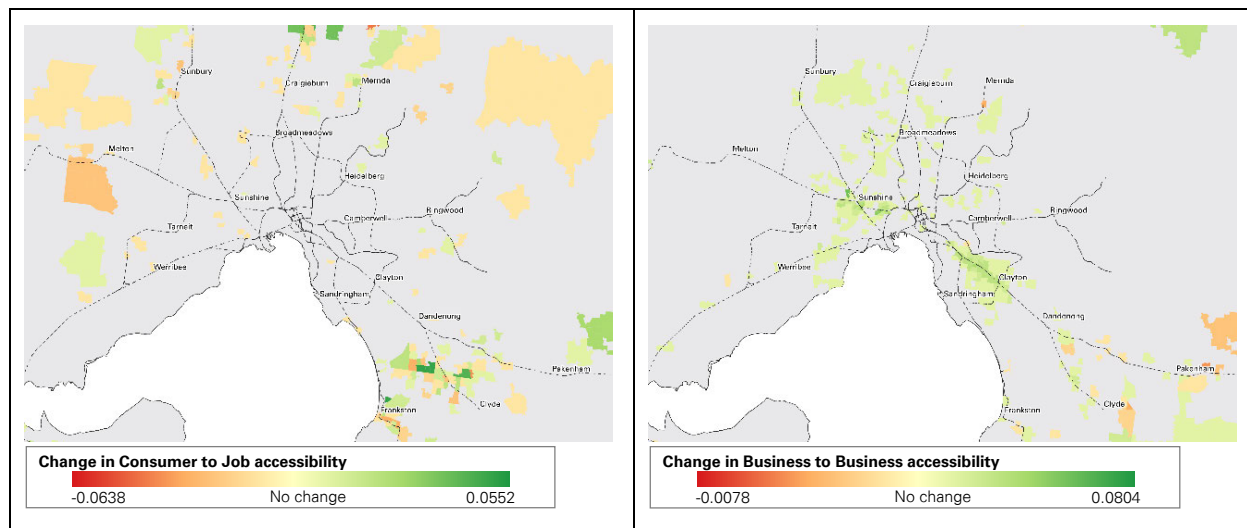 Sunbury
Craigieburn
Mernda
Broadmeadows
Melton
Heidelberg
Sunshine
Camberwell
Ringwood
Tarneit
Werribee
Clayton
Sandringham
Dandenong
Pakenham
Clyde
Frankston
Change in Consumer to Job accessibility
-0.0638 No change 0.0552
Sunbury
Craigieburn
Mernda
Broadmeadows
Melton
Heidelberg
Sunshine
Camberwell
Ringwood
Tarneit
Werribee
Clayton
Sandringham
Dandenong
Pakenham
Clyde
Frankston
Change in Business to Business accessibility
-0.0078 No change 0.0804